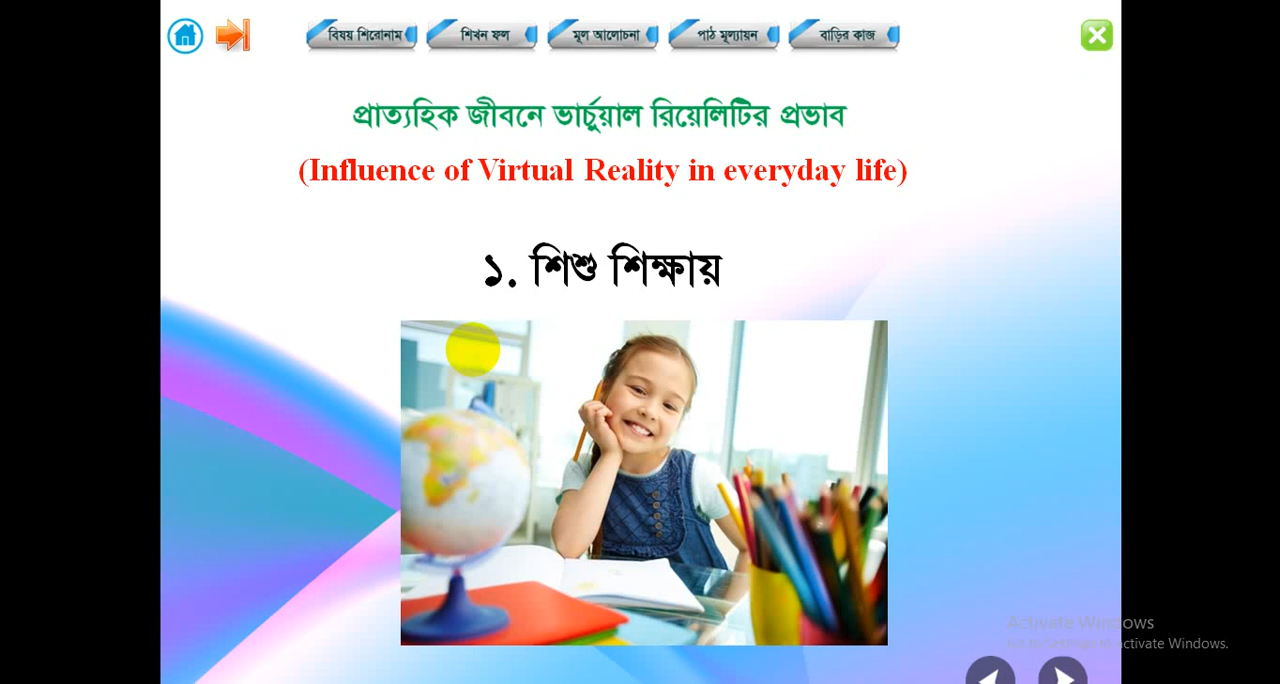 বিষয় শিরোনাম শিখন ফল মূল আলোচনা পাঠ মূল্যায়ন বাড়ির কাজ
প্রাত্যহিক জীবনে ভার্চুয়াল রিয়েলিটির প্রভাব
(Influence of Virtual Reality in everyday life)
১. শিশু শিক্ষায়
Activate Windows
Go to Settings to activate Windows.